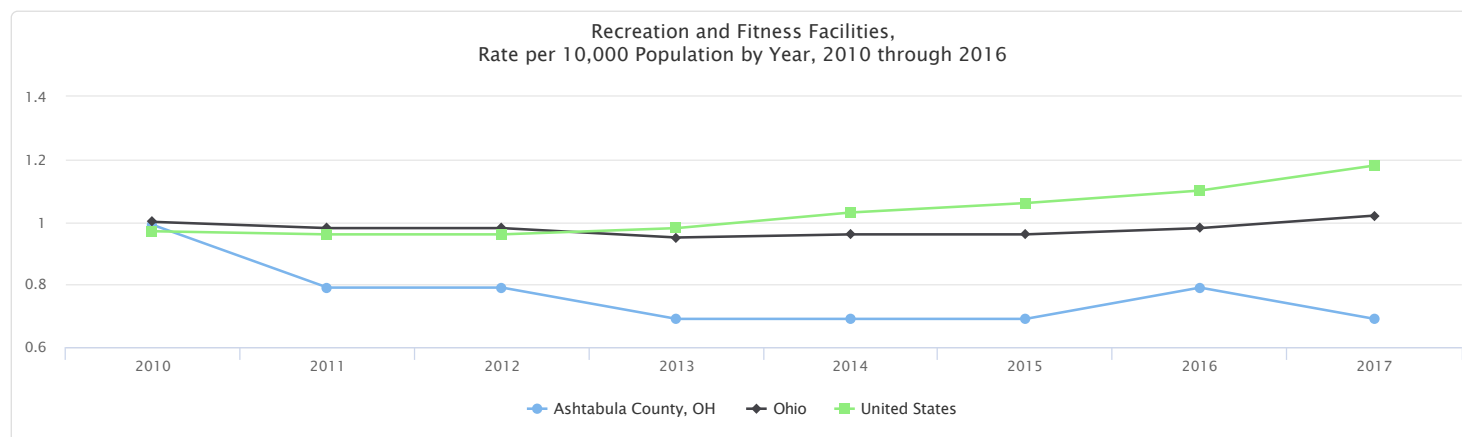 Recreation and Fitness Facilities,
Rate per 10,000 Population by Year, 2010 through 2016
1.4
1.2
1
0.8
0.6
2010 2011 2012 2013 2014 2015 2016 2017
Ashtabula County, OH Ohio United States